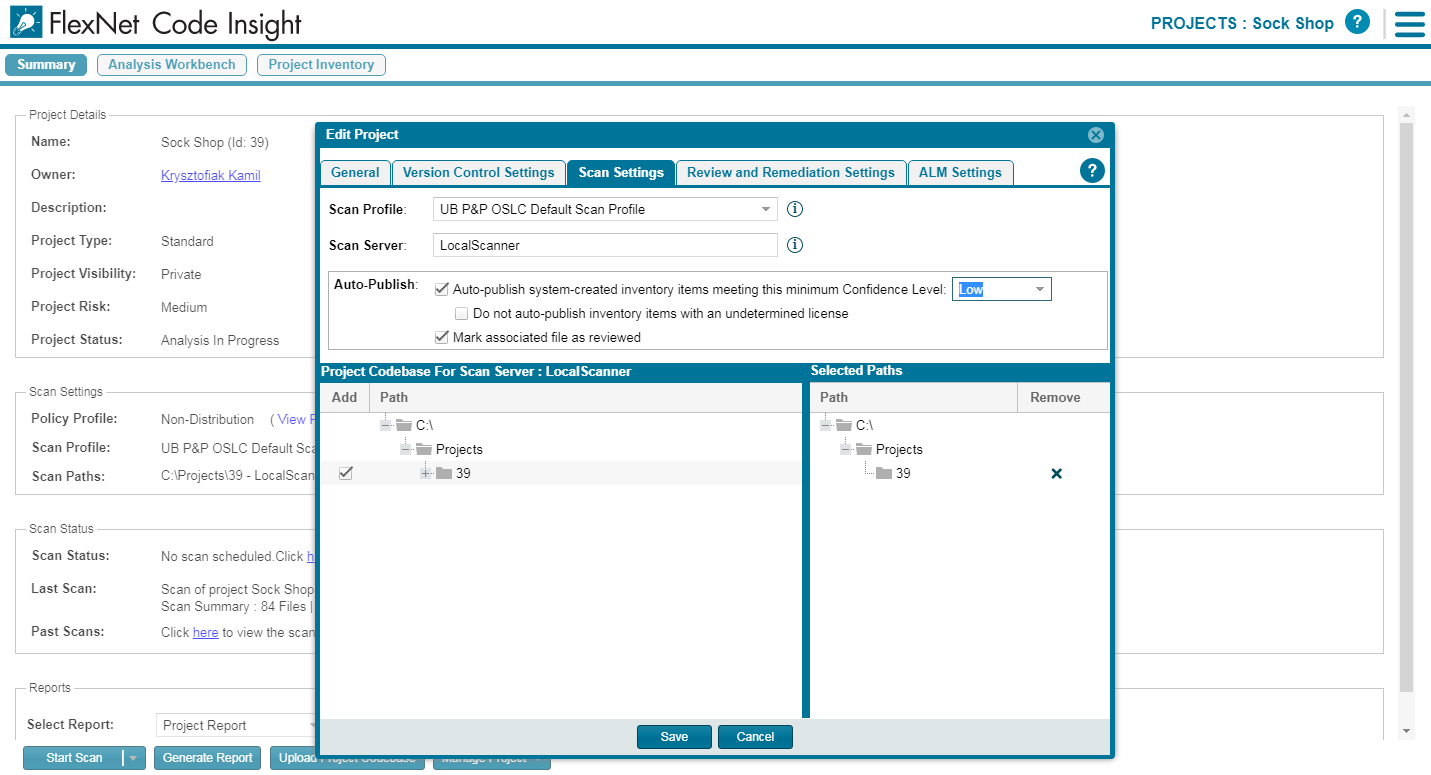 FlexNet Code Insight
PROJECTS : Sock Shop ?
Summary Analysis Workbench Project Inventory
Project Details
Name: Sock Shop (Id: 39)
Owner: Krysztofiak Kamil
Description:
Project Type: Standard
Project Visibility: Private
Project Risk: Medium
Project Status: Analysis In Progress
Scan Settings
Policy Profile: Non-Distribution ( View
Scan Profile: UB P&P OSLC Default
Scan Paths: C:\Projects\39 -
Scan Status
Scan Status: No scan scheduled.Click
Last Scan: Scan of project Sock Shop
Scan Summary : 84 Files |
Past Scans: Click here to view the scan
Reports
Select Report: Project Report
Start Scan Generate Report Upload Project Codebase Manage Project
Edit Project
General Version Control Settings Scan Settings Review and Remediation Settings ALM Settings ?
Scan Profile: UB P&P OSLC Default Scan Profile i
Scan Server: LocalScanner i
Auto-Publish: Auto-publish system-created inventory items meeting this minimum Confidence Level: Low
Do not auto-publish inventory items with an undetermined license
Mark associated file as reviewed
Project Codebase For Scan Server : LocalScanner
Add Path
C:\
Projects
39
Selected Paths
Path Remove
C:\
Projects
39
Save Cancel